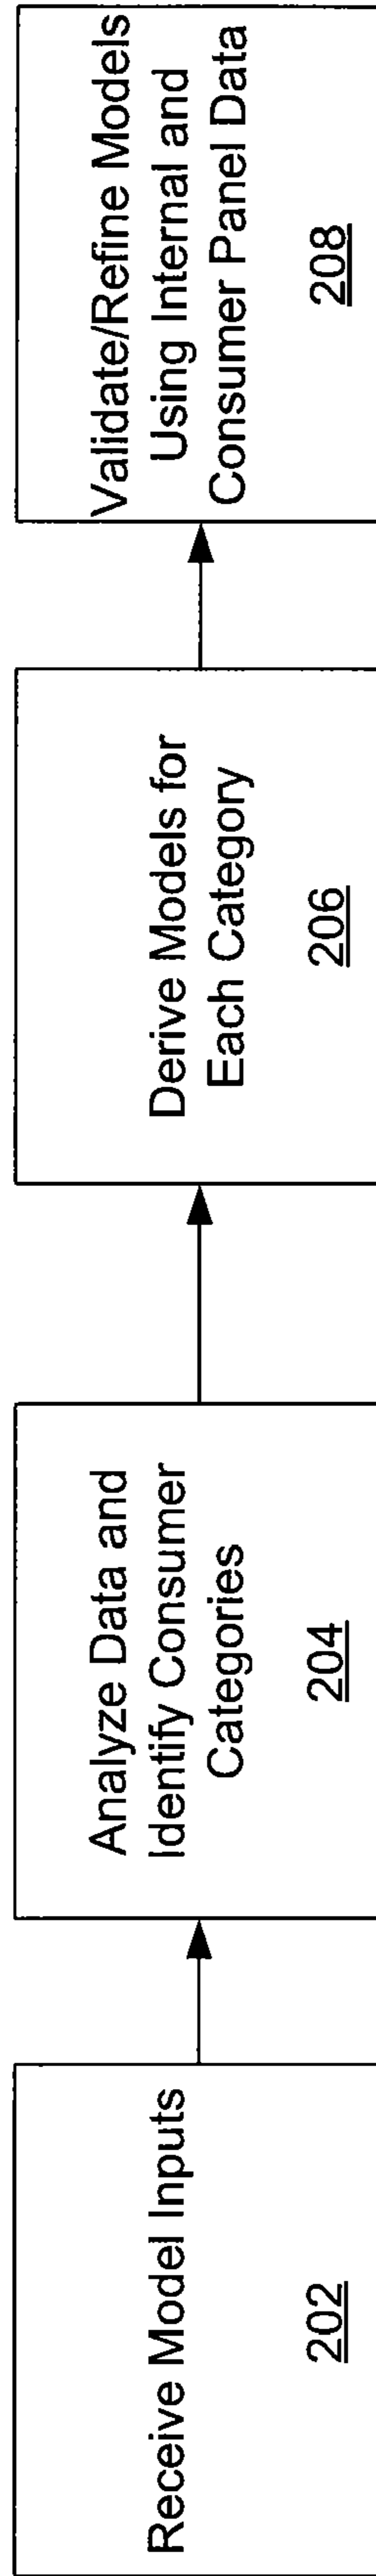 Receive Model Inputs
202
Analyze Data and
Identify Consumer
Categories
204
Derive Models for
Each Category
206
Validate/Refine Models
Using Internal and
Consumer Panel Data
208